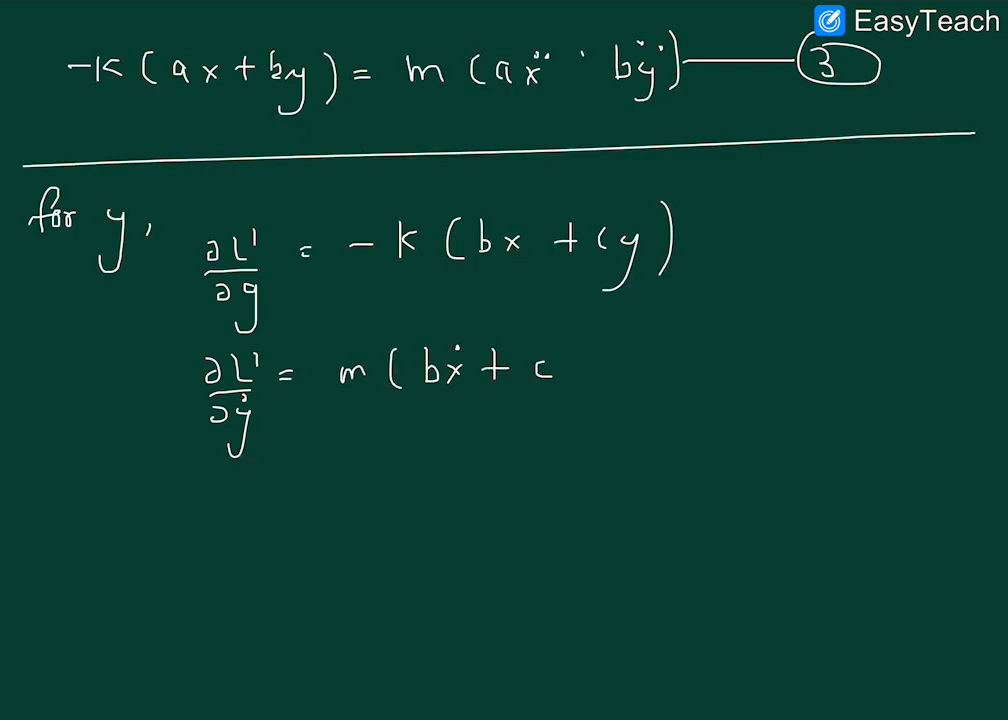 EasyTeach
-K(ax+by) = m(aẍ · bÿ) —— 3
for y, ∂L'/∂y = -K(bx + cy)
∂L'/∂ẏ = m(bẋ + c